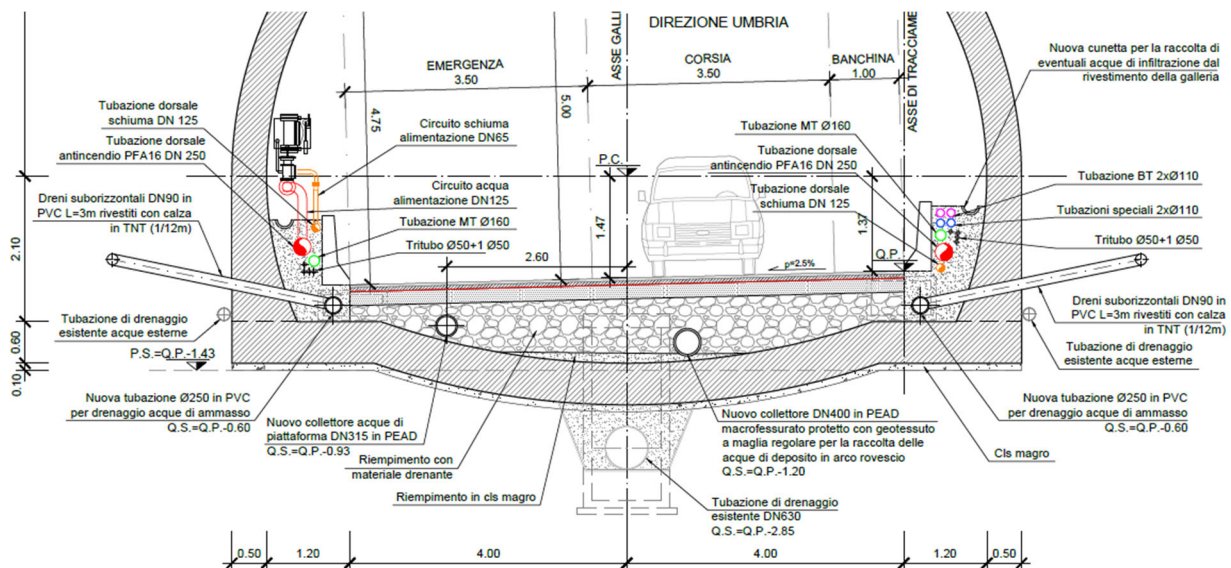 DIREZIONE UMBRIA
ASSE GALLI
ASSE DI TRACCIAME
EMERGENZA
3.50
CORSIA
3.50
BANCHINA
1.00
Nuova cunetta per la raccolta di
eventuali acque di infiltrazione dal
rivestimento della galleria
Tubazione dorsale
schiuma DN 125
Tubazione dorsale
antincendio PFA16 DN 250
Dreni suborizzontali DN90 in
PVC L=3m rivestiti con calza
in TNT (1/12m)
4.75
Circuito schiuma
alimentazione DN65
Circuito acqua
alimentazione DN125
Tubazione MT Ø160
Tritubo Ø50+1 Ø50
5.00
P.C.
1.47
2.60
Tubazione MT Ø160
Tubazione dorsale
antincendio PFA16 DN 250
Tubazione dorsale
schiuma DN 125
1.37
Q.P.
p=2.5%
Tubazione BT 2xØ110
Tubazioni speciali 2xØ110
Tritubo Ø50+1 Ø50
Dreni suborizzontali DN90 in
PVC L=3m rivestiti con calza
in TNT (1/12m)
Tubazione di drenaggio
esistente acque esterne
2.10
0.60
0.10
Tubazione di drenaggio
esistente acque esterne
P.S.=Q.P.-1.43
Nuova tubazione Ø250 in PVC
per drenaggio acque di ammasso
Q.S.=Q.P.-0.60
Nuovo collettore acque di
piattaforma DN315 in PEAD
Q.S.=Q.P.-0.93
Riempimento con
materiale drenante
Riempimento in cls magro
Nuovo collettore DN400 in PEAD
macrofessurato protetto con geotessuto
a maglia regolare per la raccolta delle
acque di deposito in arco rovescio
Q.S.=Q.P.-1.20
Tubazione di drenaggio
esistente DN630
Q.S.=Q.P.-2.85
Nuova tubazione Ø250 in PVC
per drenaggio acque di ammasso
Q.S.=Q.P.-0.60
Cls magro
0.50
1.20
4.00
4.00
1.20
0.50